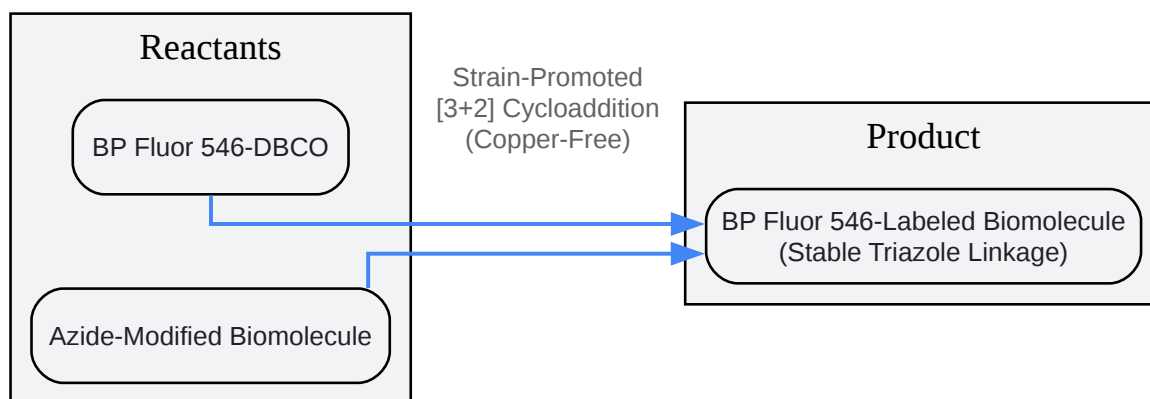 Reactants
BP Fluor 546-DBCO
Azide-Modified Biomolecule
Strain-Promoted
[3+2] Cycloaddition
(Copper-Free)
Product
BP Fluor 546-Labeled Biomolecule
(Stable Triazole Linkage)